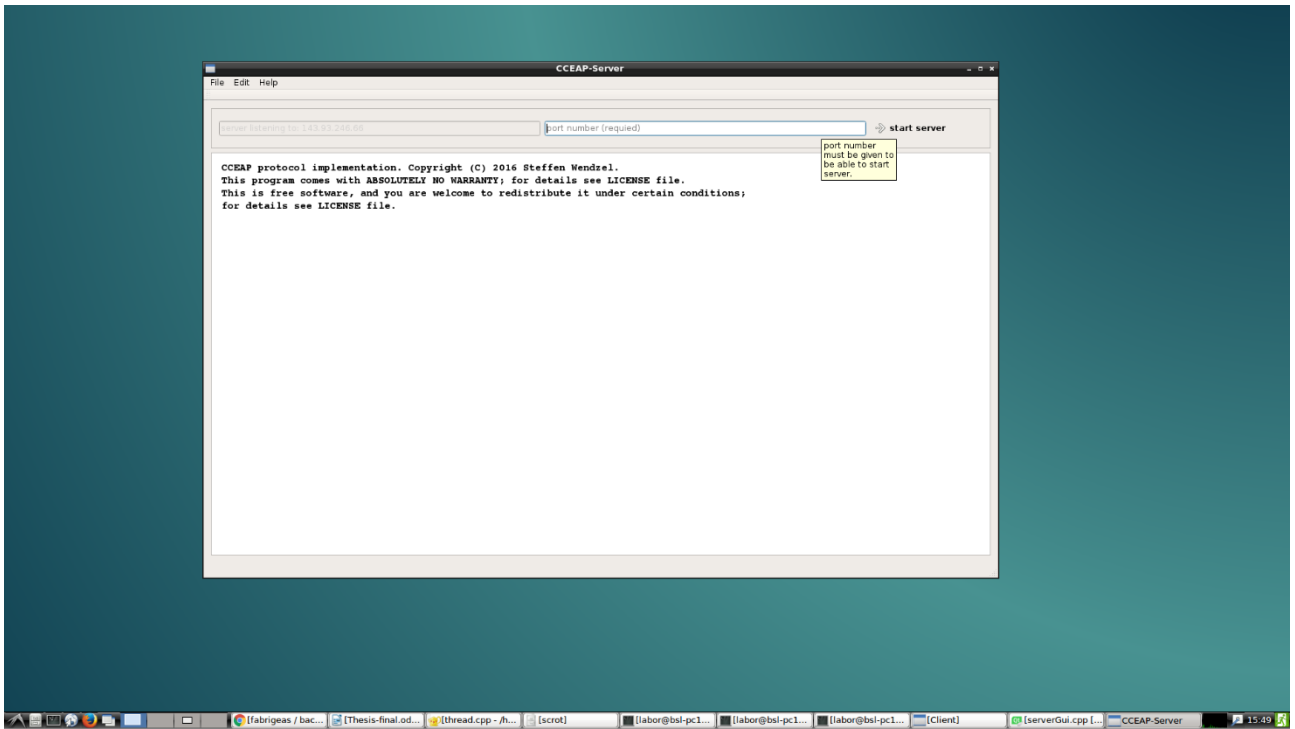 CCEAP-Server
File Edit Help
server listening to: 143.93.246.66
port number (requied)
start server
port number
must be given to
be able to start
server.
CCEAP protocol implementation. Copyright (C) 2016 Steffen Wendzel.
This program comes with ABSOLUTELY NO WARRANTY; for details see LICENSE file.
This is free software, and you are welcome to redistribute it under certain conditions;
for details see LICENSE file.
[fabrigeas / bac... [Thesis-final.od... [thread.cpp - /h... [scrot] [labor@bsl-pc1... [labor@bsl-pc1... [labor@bsl-pc1... [Client] [serverGui.cpp [... CCEAP-Server 15:49